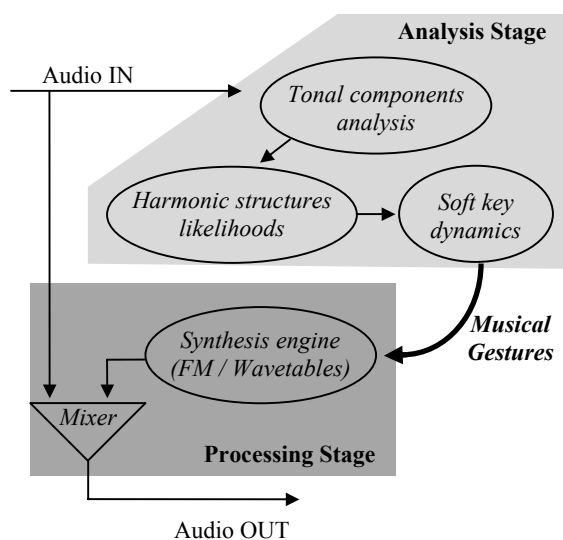 Analysis Stage
Audio IN
Tonal components
analysis
Harmonic structures
likelihoods
Soft key
dynamics
Musical
Gestures
Synthesis engine
(FM / Wavetables)
Mixer
Processing Stage
Audio OUT